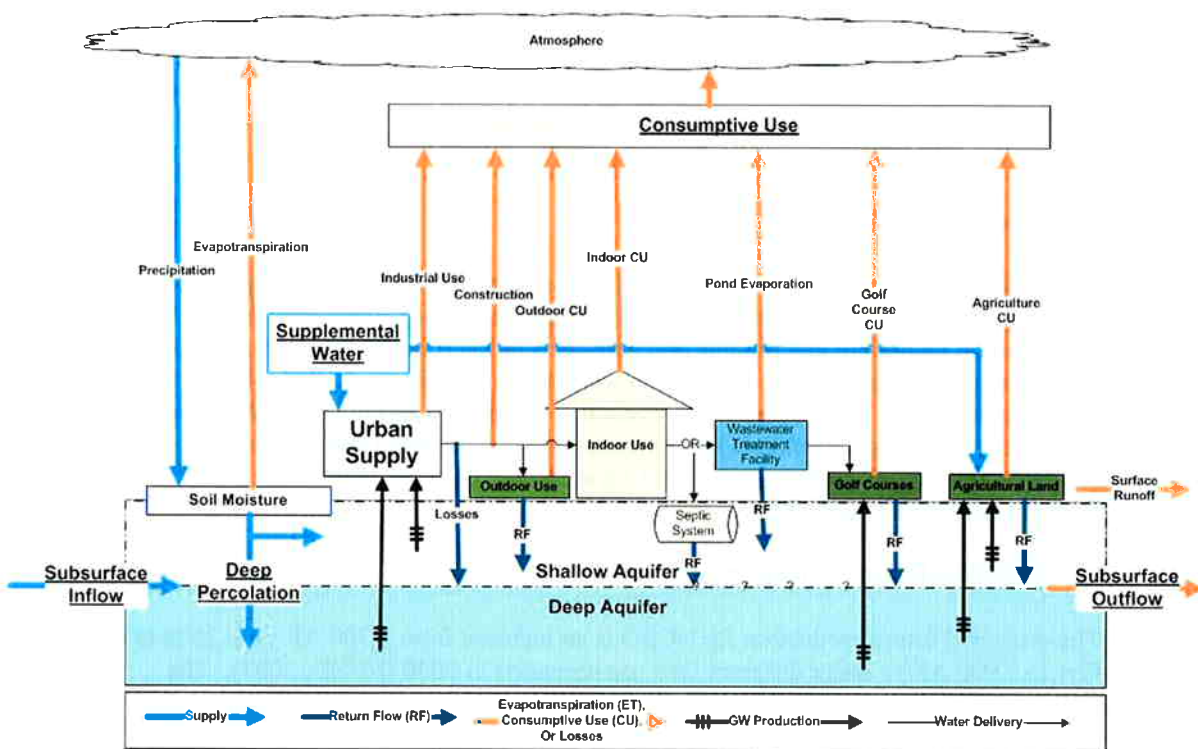 Atmosphere
Consumptive Use
Evapotranspiration
Precipitation
Industrial Use
Construction
Outdoor CU
Indoor CU
Pond Evaporation
Golf
Course
CU
Agriculture
CU
Supplemental
Water
Urban
Supply
Indoor Use
OR
Wastewater
Treatment
Facility
Outdoor Use
Golf Courses
Agricultural Land
Surface
Runoff
Soil Moisture
Losses
RF
Septic
System
RF
RF
RF
RF
Subsurface
Inflow
Deep
Percolation
Shallow Aquifer
? ? ?
Deep Aquifer
Subsurface
Outflow
Supply
Return Flow (RF)
Evapotranspiration (ET),
Consumptive Use (CU),
Or Losses
GW Production
Water Delivery